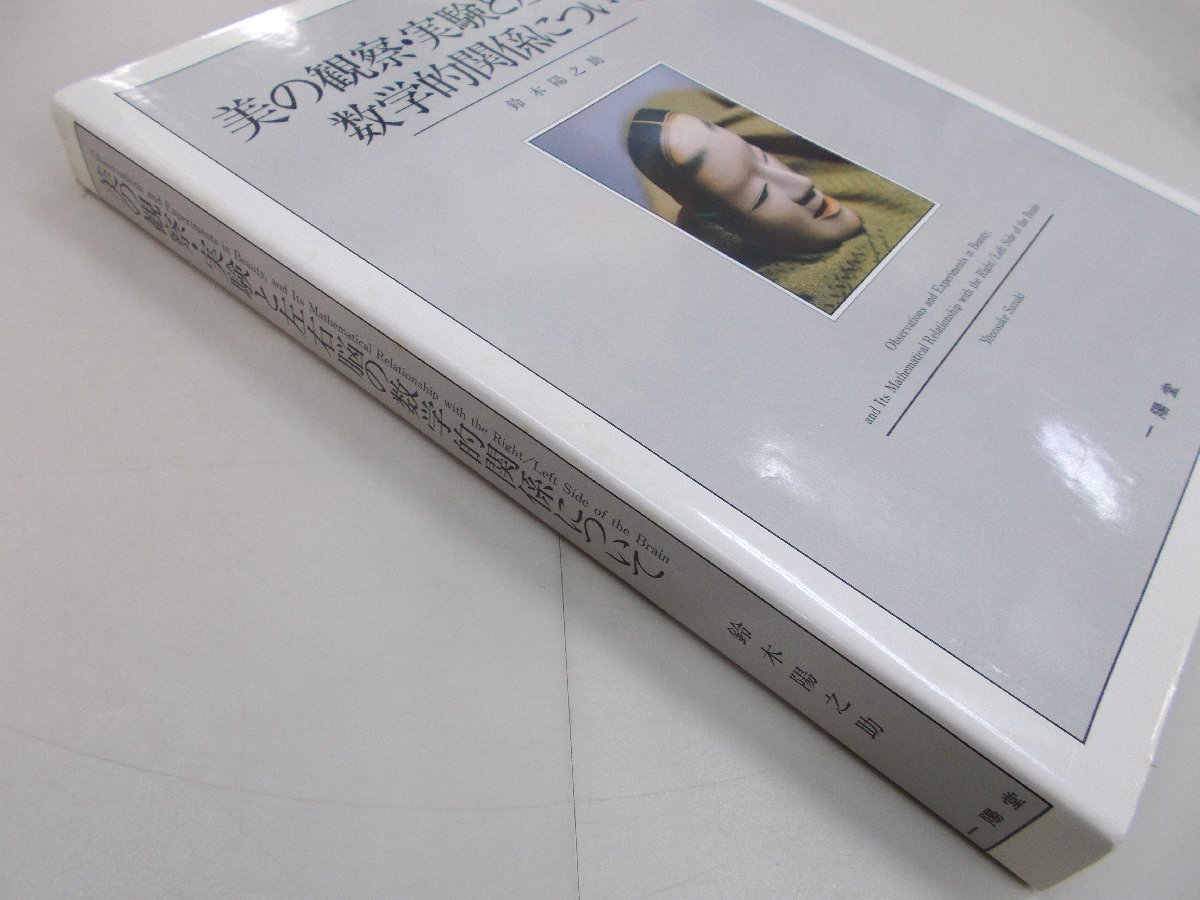 美の観察・実験と
数学的関係につい
鈴木陽之助
Observations and Experiments in Beauty,
and Its Mathematical Relationship with the Right/Left Side of the Brain
Yonosuke Suzuki
一陽堂
Observations and Experiments in Beauty, and Its Mathematical Relationship with the Right/Left Side of the Brain
美の観察・実験と左右脳の数学的関係について
鈴木陽之助
一陽堂